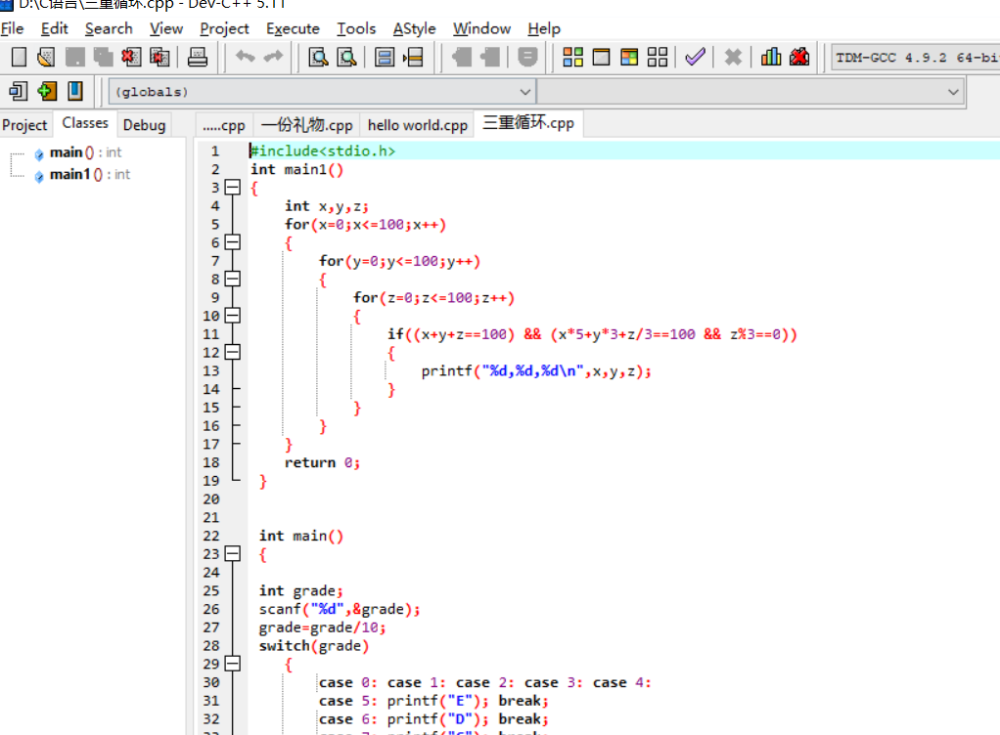 D:\C语言\三重循环.cpp - Dev-C++ 5.11
File Edit Search View Project Execute Tools AStyle Window Help
TDM-GCC 4.9.2 64-bi
(globals)
Project Classes Debug .....cpp 一份礼物.cpp hello world.cpp 三重循环.cpp
main () : int
main1 () : int
1 #include<stdio.h>
2 int main1()
3 {
4 int x,y,z;
5 for(x=0;x<=100;x++)
6 {
7 for(y=0;y<=100;y++)
8 {
9 for(z=0;z<=100;z++)
10 {
11 if((x+y+z==100) && (x*5+y*3+z/3==100 && z%3==0))
12 {
13 printf("%d,%d,%d\n",x,y,z);
14 }
15 }
16 }
17 }
18 return 0;
19 }
20
21
22 int main()
23 {
24
25 int grade;
26 scanf("%d",&grade);
27 grade=grade/10;
28 switch(grade)
29 {
30 case 0: case 1: case 2: case 3: case 4:
31 case 5: printf("E"); break;
32 case 6: printf("D"); break;